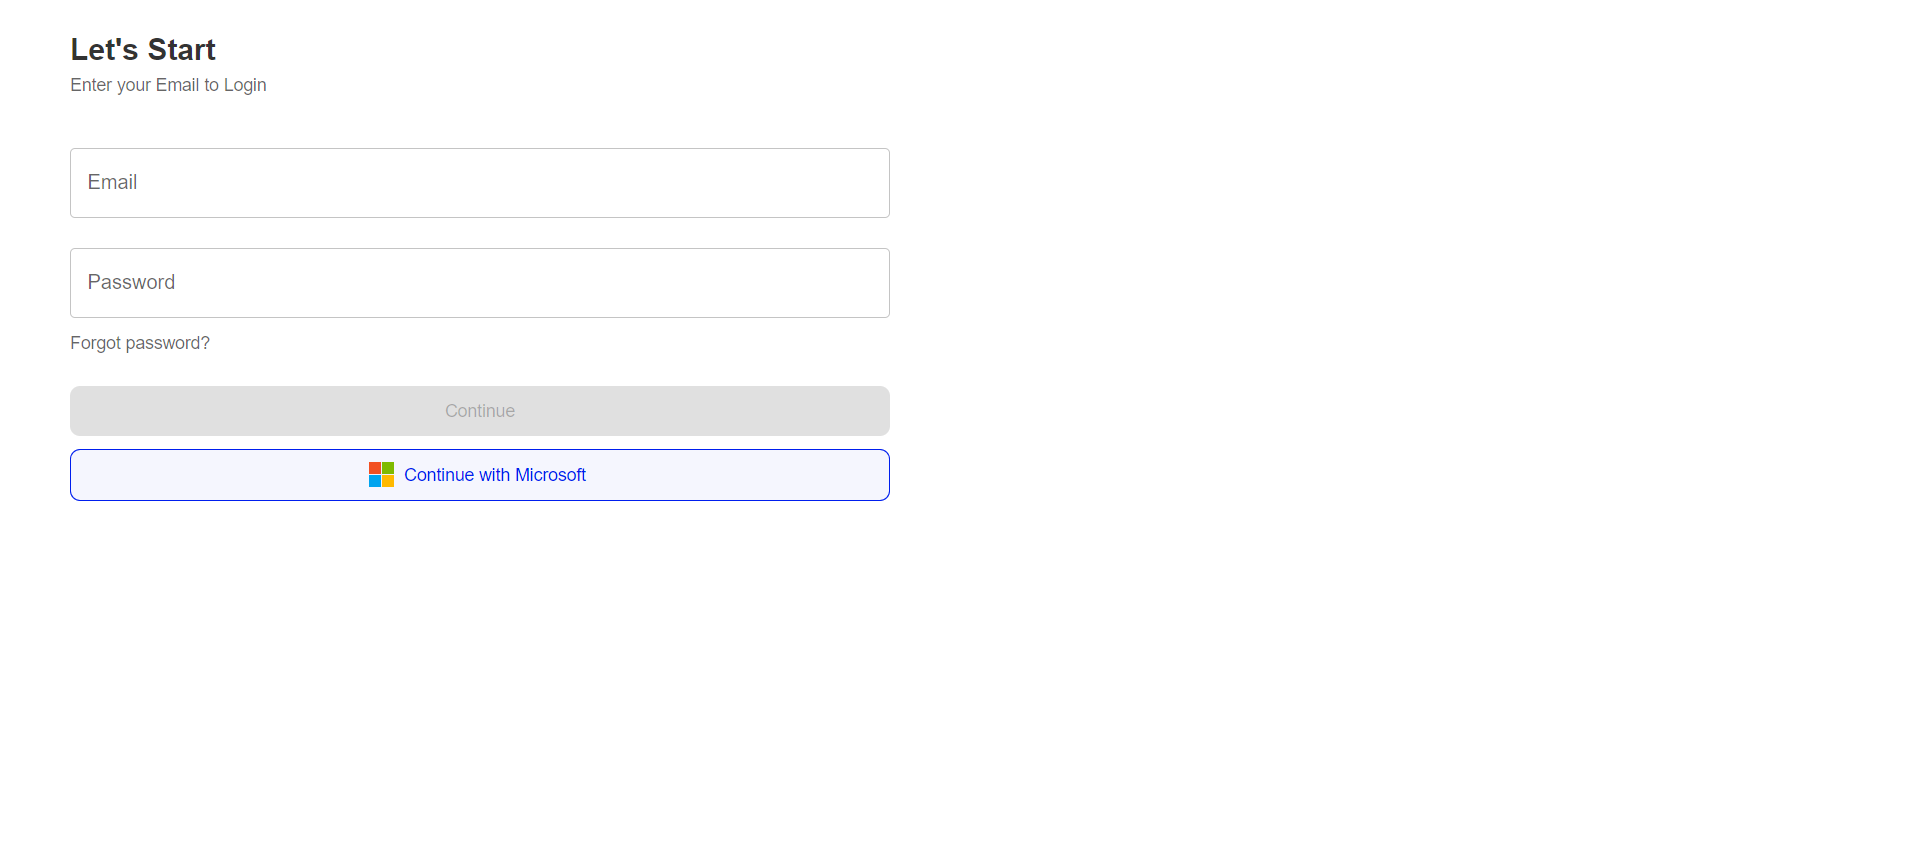 Let's Start
Enter your Email to Login
Email
Password
Forgot password?
Continue
Continue with Microsoft